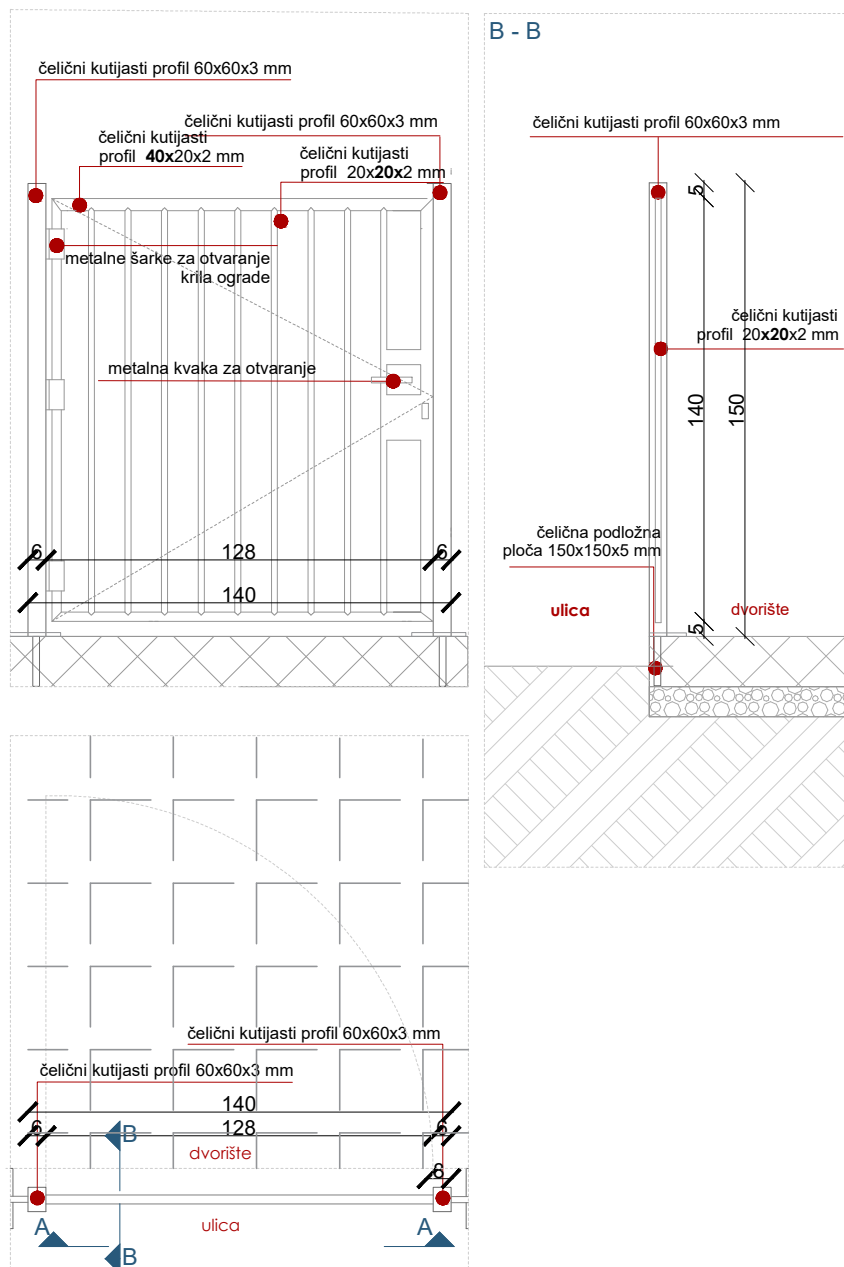 čelični kutijasti profil 60x60x3 mm
čelični kutijasti profil 60x60x3 mm
čelični kutijasti
profil 40x20x2 mm
čelični kutijasti
profil 20x20x2 mm
metalne šarke za otvaranje
krila ograde
metalna kvaka za otvaranje
6
128
6
140
B - B
čelični kutijasti profil 60x60x3 mm
5
čelični kutijasti
profil 20x20x2 mm
140
150
čelična podložna
ploča 150x150x5 mm
ulica
dvorište
5
čelični kutijasti profil 60x60x3 mm
čelični kutijasti profil 60x60x3 mm
140
6
128
6
B
dvorište
6
A
ulica
A
B